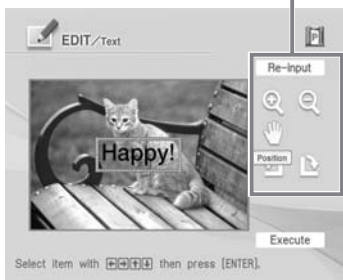 EDIT/Text
P
Re-input
Happy!
Position
Execute
Select item with ←→↑↓ then press [ENTER].